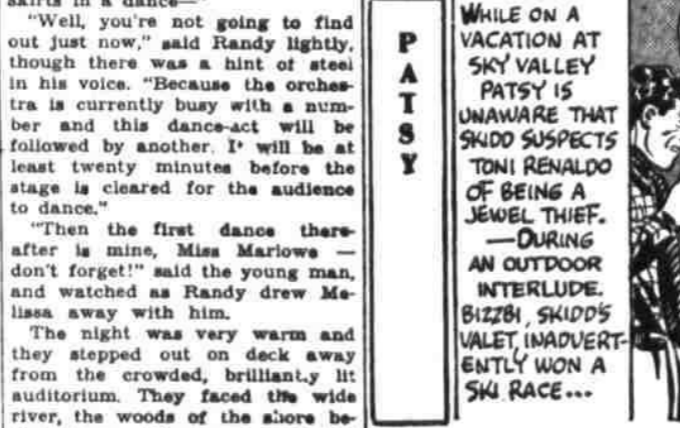 skirts in a dance—
"Well, you're not going to find
out just now," said Randy lightly,
though there was a hint of steel
in his voice. "Because the orches-
tra is currently busy with a num-
ber and this dance-act will be
followed by another. I' will be at
least twenty minutes before the
stage is cleared for the audience
to dance."
"Then the first dance there-
after is mine, Miss Marlowe —
don't forget!" said the young man,
and watched as Randy drew Me-
lissa away with him.
The night was very warm and
they stepped out on deck away
from the crowded, brilliant.y lit
auditorium. They faced the wide
river, the woods of the shore be-
PATSY
WHILE ON A
VACATION AT
SKY VALLEY
PATSY IS
UNAWARE THAT
SKIDD SUSPECTS
TONI RENALDO
OF BEING A
JEWEL THIEF.
—DURING
AN OUTDOOR
INTERLUDE.
BIZZBI, SKIDD'S
VALET, INADVERT-
ENTLY WON A
SKI RACE...